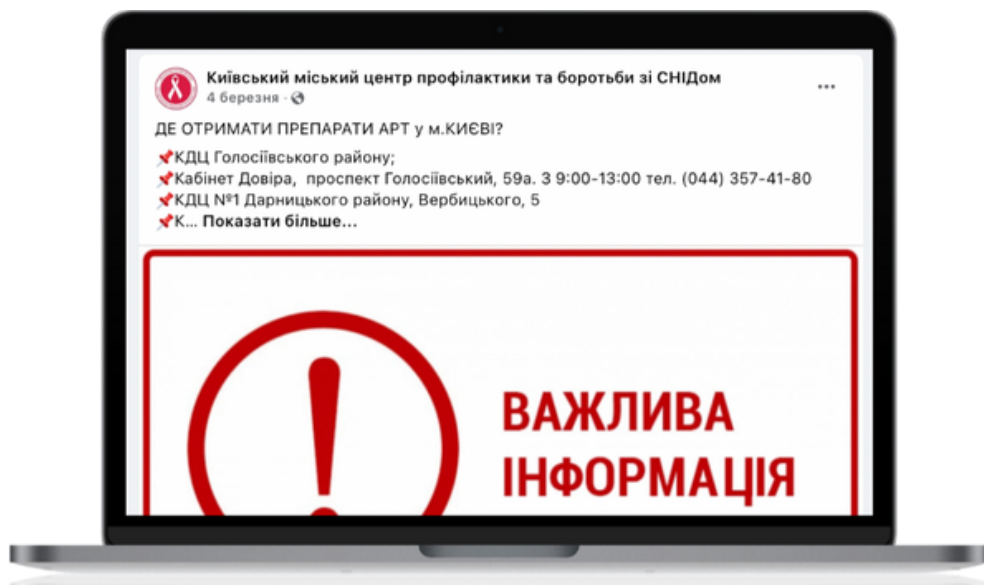 Київський міський центр профілактики та боротьби зі СНІДом
4 березня ·
ДЕ ОТРИМАТИ ПРЕПАРАТИ АРТ у м.КИЄВІ?
КДЦ Голосіївського району;
Кабінет Довіра, проспект Голосіївський, 59а. З 9:00-13:00 тел. (044) 357-41-80
КДЦ №1 Дарницького району, Вербицького, 5
К... Показати більше...
ВАЖЛИВА
ІНФОРМАЦІЯ